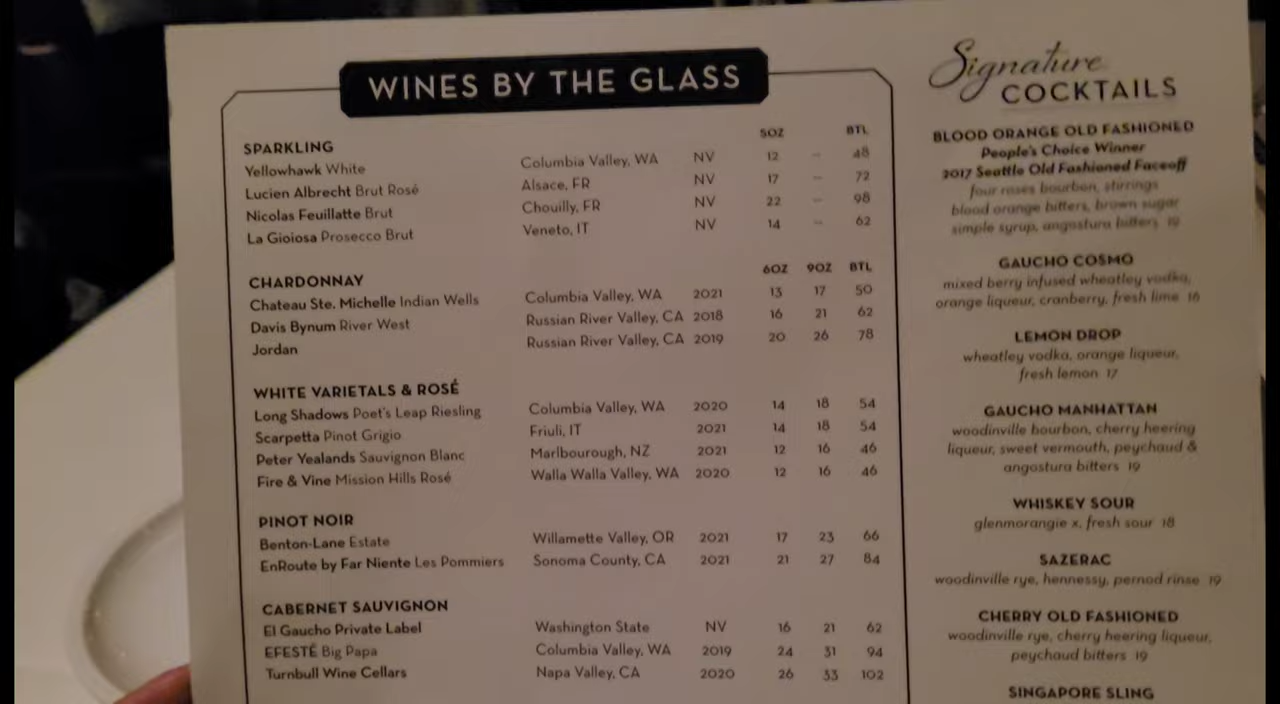 WINES BY THE GLASS
SPARKLING 5OZ BTL
Yellowhawk White Columbia Valley, WA NV 12 – 48
Lucien Albrecht Brut Rosé Alsace, FR NV 17 – 72
Nicolas Feuillatte Brut Chouilly, FR NV 22 – 98
La Gioiosa Prosecco Brut Veneto, IT NV 14 – 62
CHARDONNAY 6OZ 9OZ BTL
Chateau Ste. Michelle Indian Wells Columbia Valley, WA 2021 13 17 50
Davis Bynum River West Russian River Valley, CA 2018 16 21 62
Jordan Russian River Valley, CA 2019 20 26 78
WHITE VARIETALS & ROSÉ
Long Shadows Poet's Leap Riesling Columbia Valley, WA 2020 14 18 54
Scarpetta Pinot Grigio Friuli, IT 2021 14 18 54
Peter Yealands Sauvignon Blanc Marlbourough, NZ 2021 12 16 46
Fire & Vine Mission Hills Rosé Walla Walla Valley, WA 2020 12 16 46
PINOT NOIR
Benton-Lane Estate Willamette Valley, OR 2021 17 23 66
EnRoute by Far Niente Les Pommiers Sonoma County, CA 2021 21 27 84
CABERNET SAUVIGNON
El Gaucho Private Label Washington State NV 16 21 62
EFESTÉ Big Papa Columbia Valley, WA 2019 24 31 94
Turnbull Wine Cellars Napa Valley, CA 2020 26 33 102
Signature
COCKTAILS
BLOOD ORANGE OLD FASHIONED
People's Choice Winner
2017 Seattle Old Fashioned Faceoff
four roses bourbon, stirrings
blood orange bitters, brown sugar
simple syrup, angostura bitters 19
GAUCHO COSMO
mixed berry infused wheatley vodka,
orange liqueur, cranberry, fresh lime 16
LEMON DROP
wheatley vodka, orange liqueur,
fresh lemon 17
GAUCHO MANHATTAN
woodinville bourbon, cherry heering
liqueur, sweet vermouth, peychaud &
angostura bitters 19
WHISKEY SOUR
glenmorangie x, fresh sour 18
SAZERAC
woodinville rye, hennessy, pernod rinse 19
CHERRY OLD FASHIONED
woodinville rye, cherry heering liqueur,
peychaud bitters 19
SINGAPORE SLING